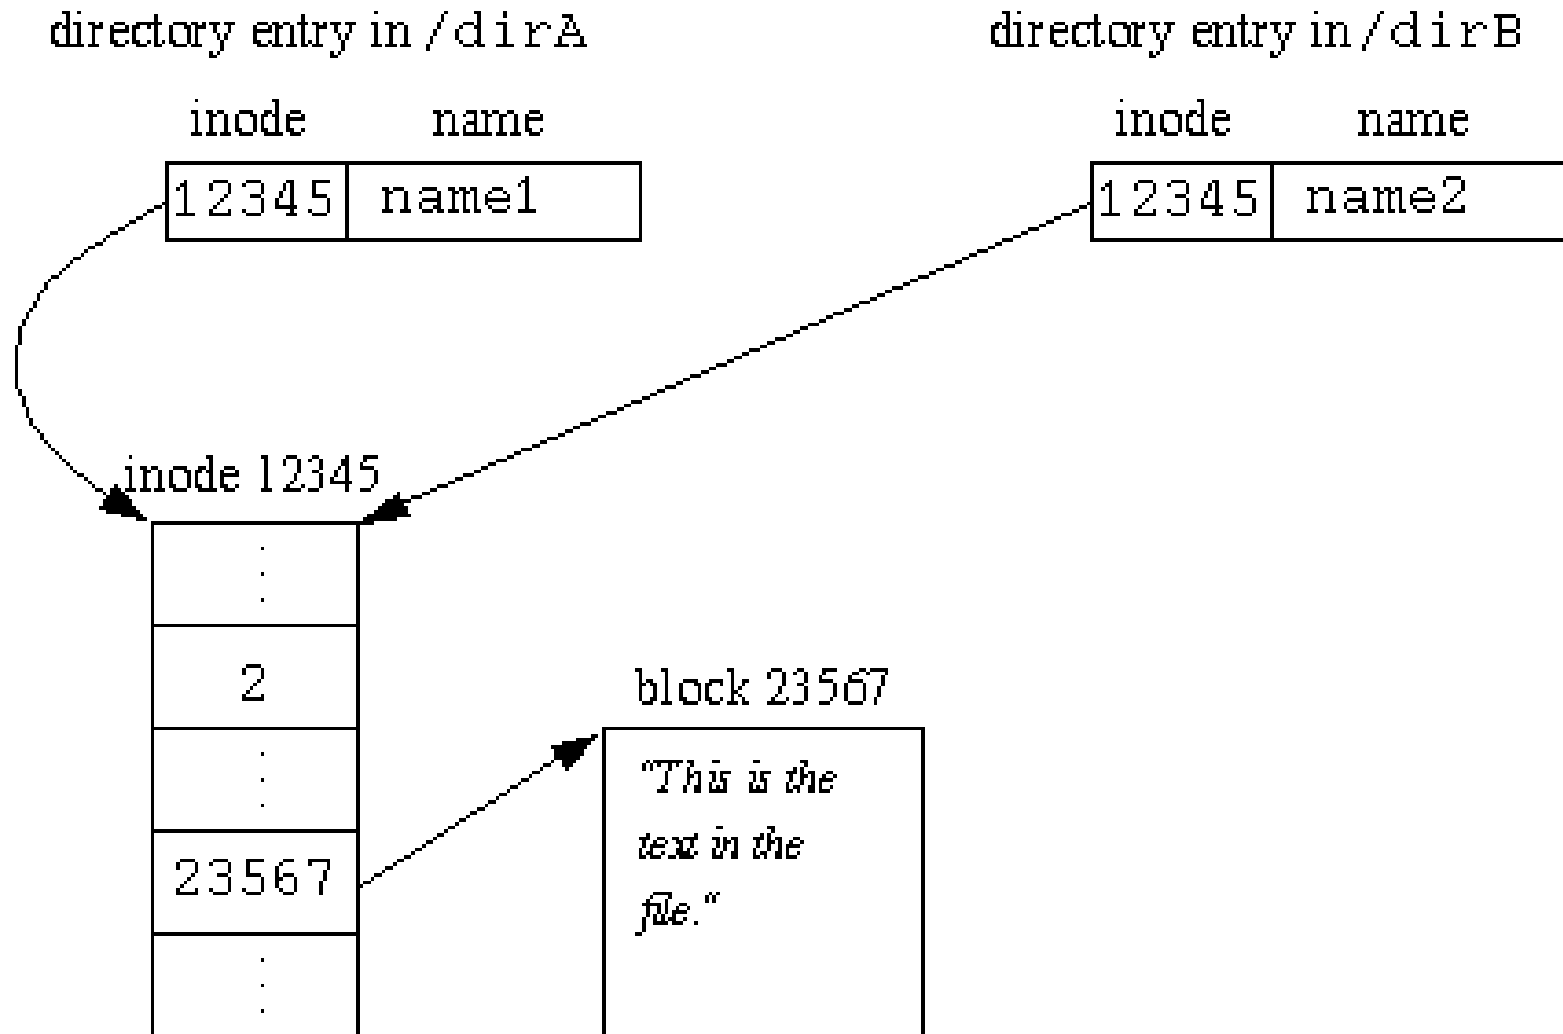 directory entry in /dirA
directory entry in /dirB
inode name
inode name
12345 name1
12345 name2
inode 12345
2
block 23567
"This is the
text in the
file."
23567